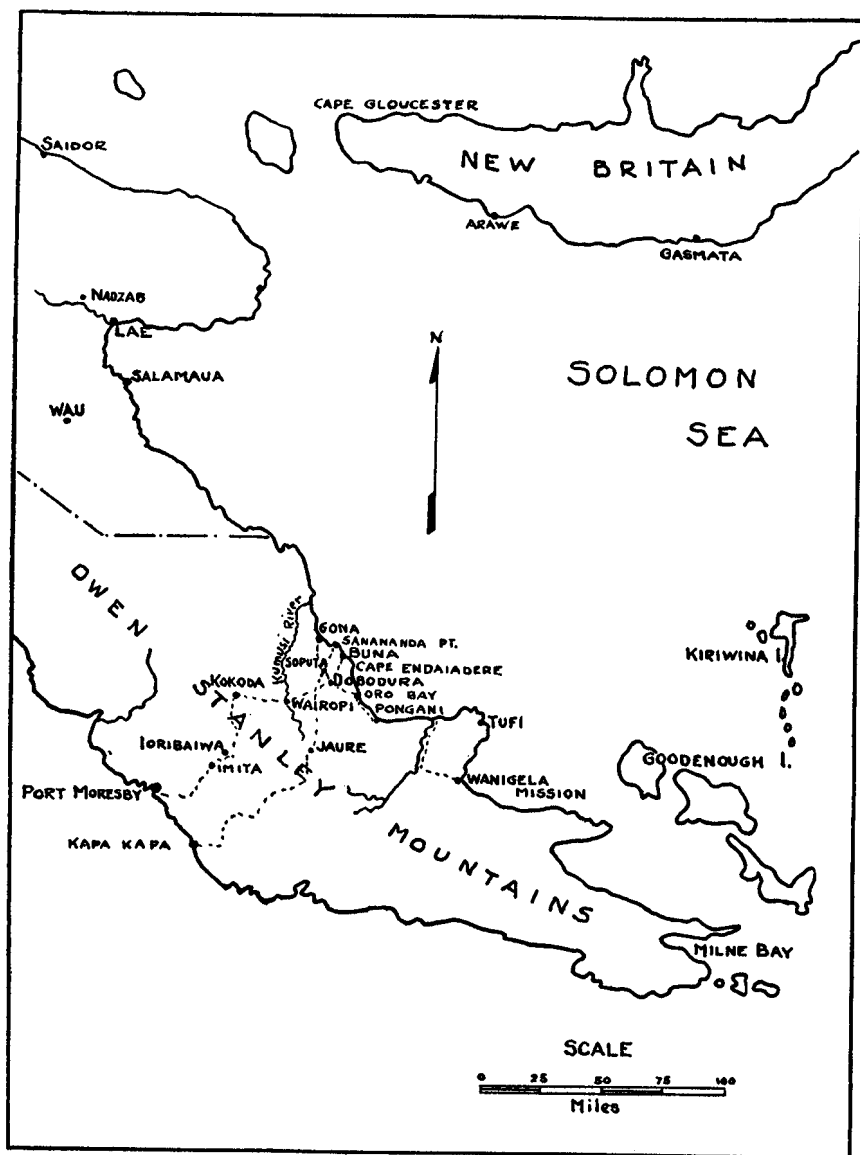 CAPE GLOUCESTER
SAIDOR
NEW BRITAIN
ARAWE
GASMATA
NADZAB
LAE
N
SALAMAUA
SOLOMON
SEA
WAU
OWEN
Kumusi River
GONA
SANANANDA PT.
BUNA
SOPUTA
CAPE ENDAIADERE
DOBODURA
KIRIWINA I.
KOKODA
STANLEY
WAIROPI
ORO BAY
PONGANI
TUFI
IORIBAIWA
JAURE
IMITA
GOODENOUGH I.
PORT MORESBY
WANIGELA
MISSION
KAPA KAPA
MOUNTAINS
MILNE BAY
SCALE
0 25 50 75 100
Miles